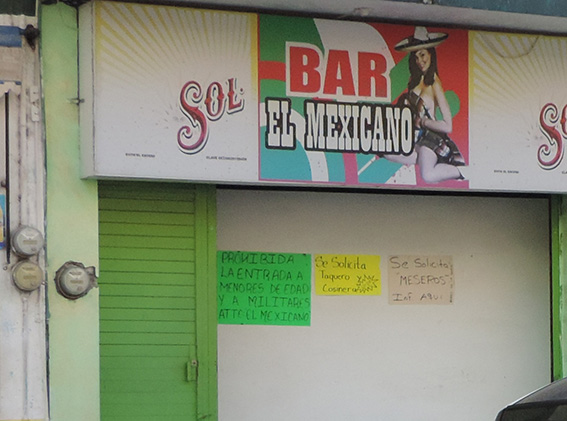 SOL
BAR
EL MEXICANO
SOL
PROHIBIDA
LA ENTRADA A
MENORES DE EDAD
Y A MILITARES
ATTE EL MEXICANO
Se Solicita
Taquero
Cosinera
Se Solicita
"MESEROS"
Inf AQUI